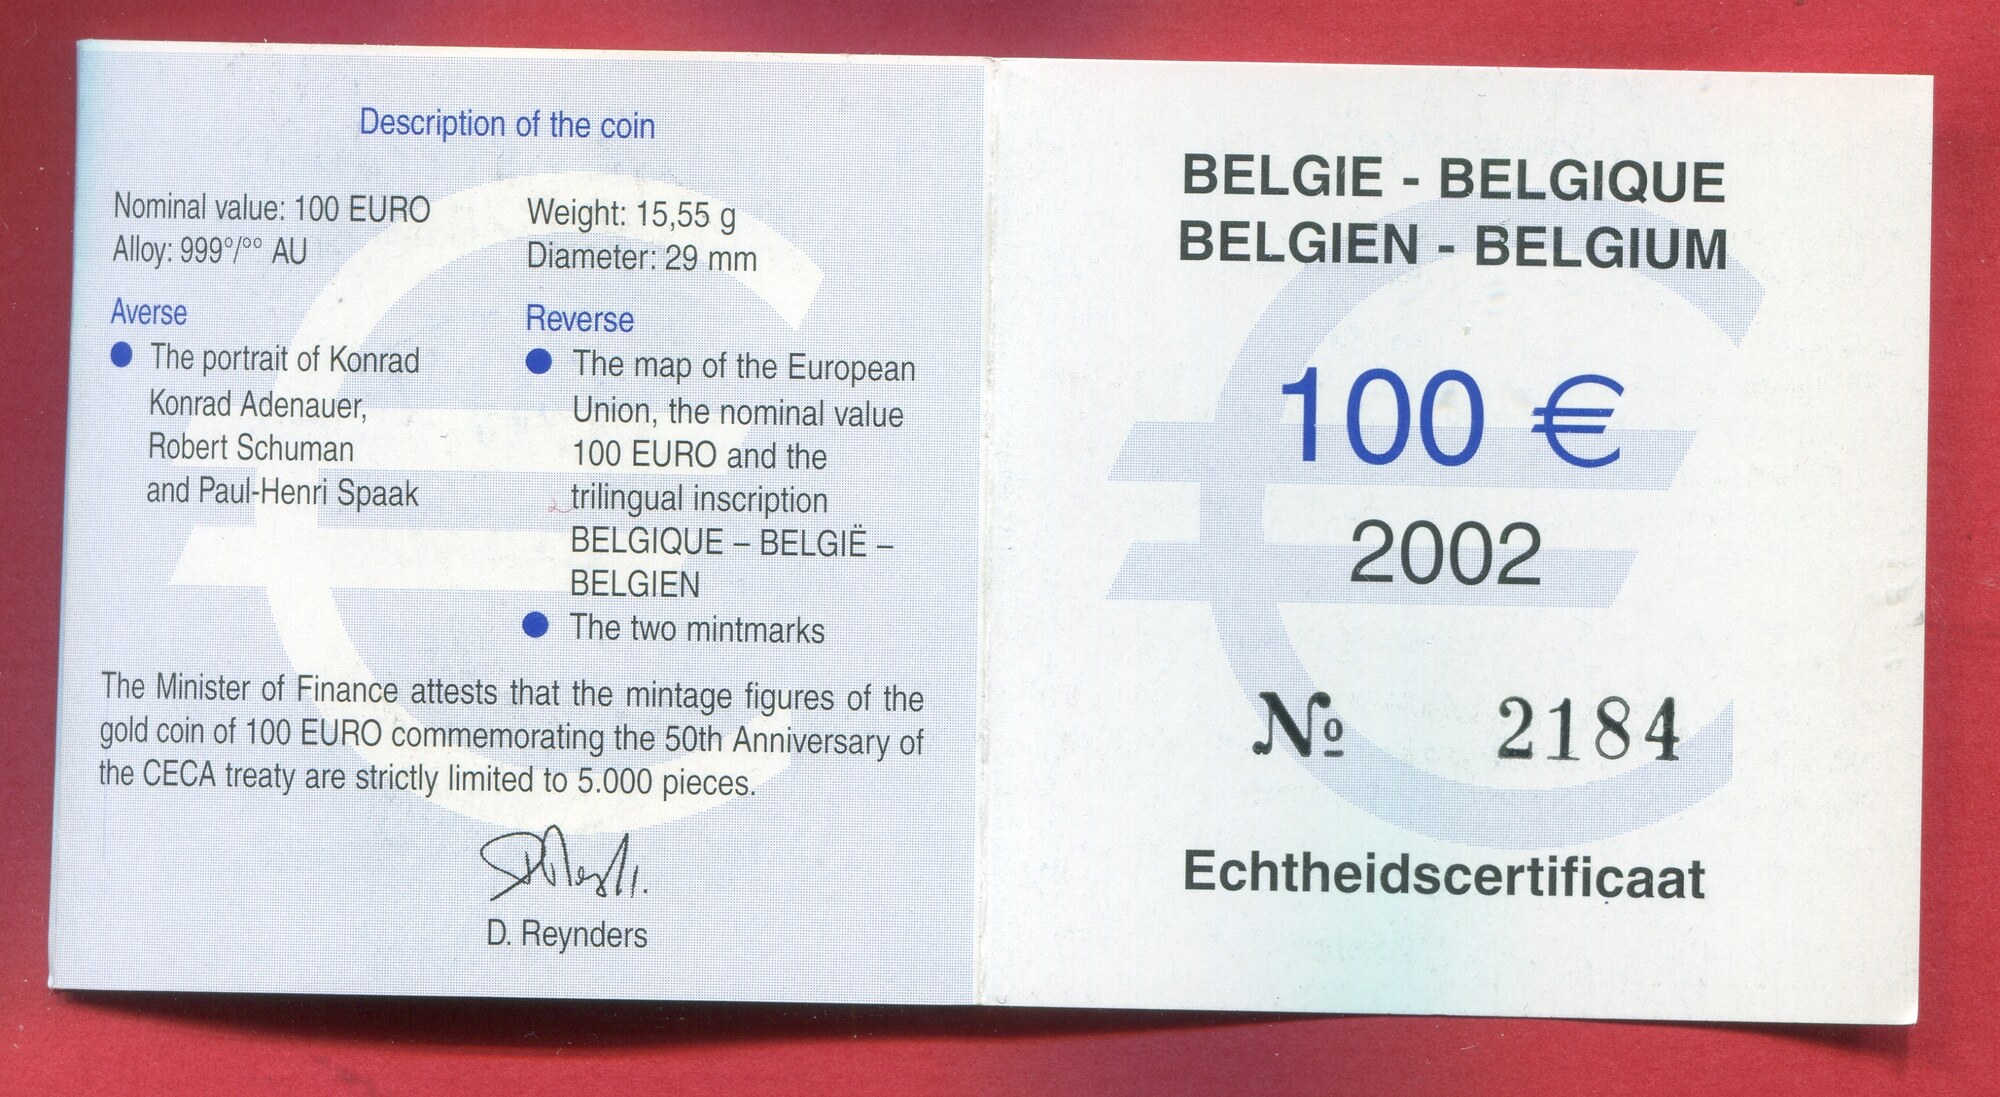 Description of the coin
Nominal value: 100 EURO
Alloy: 999°/°° AU
Weight: 15,55 g
Diameter: 29 mm
Averse
● The portrait of Konrad
Konrad Adenauer,
Robert Schuman
and Paul-Henri Spaak
Reverse
● The map of the European
Union, the nominal value
100 EURO and the
trilingual inscription
BELGIQUE – BELGIË –
BELGIEN
● The two mintmarks
The Minister of Finance attests that the mintage figures of the
gold coin of 100 EURO commemorating the 50th Anniversary of
the CECA treaty are strictly limited to 5.000 pieces.
D. Reynders
BELGIE - BELGIQUE
BELGIEN - BELGIUM
100 €
2002
№ 2184
Echtheidscertificaat